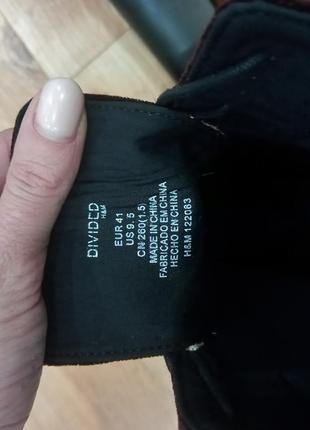 DIVIDED
H&M
EUR 41
US 9.5
CN 260(1.5)
MADE IN CHINA
FABRICADO EM CHINA
HECHO EN CHINA
H&M 122083